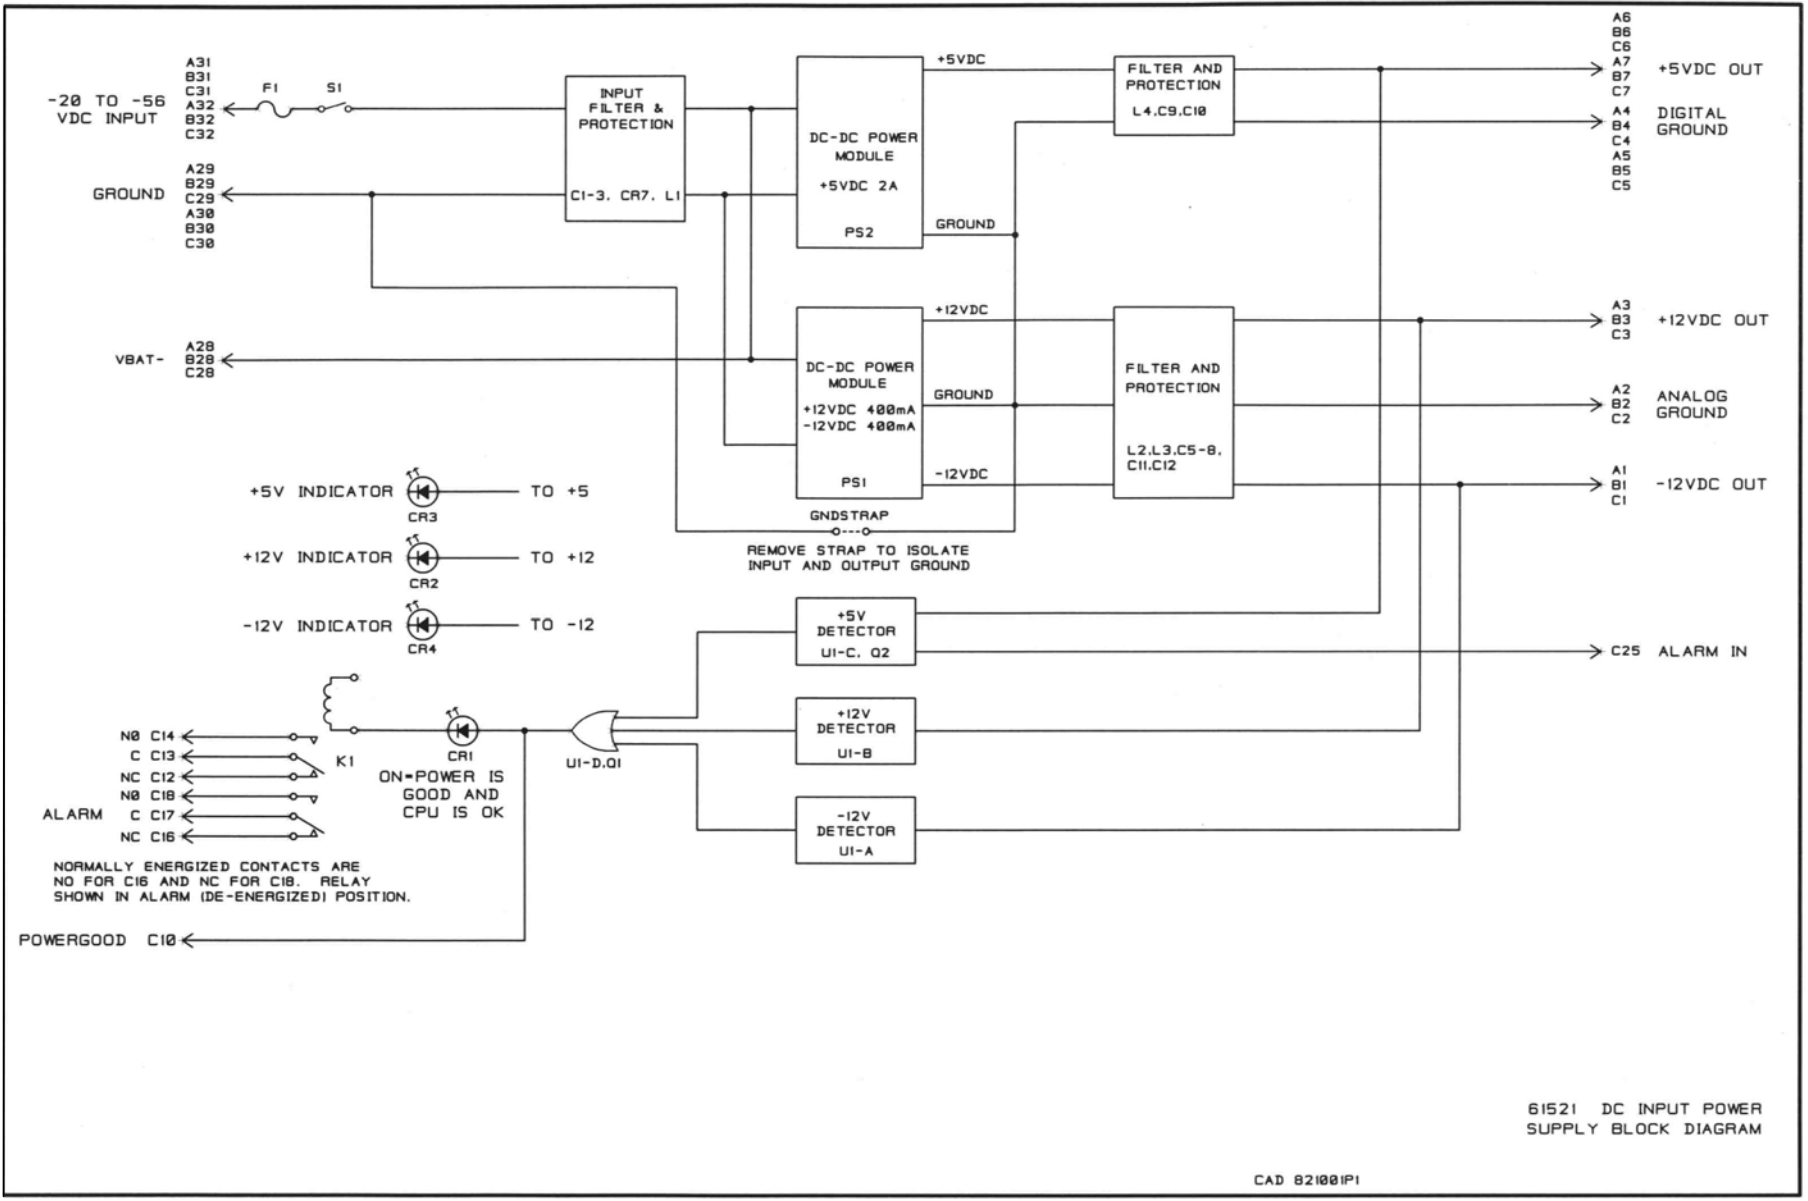 A31
B31
C31
A32
B32
C32
-20 TO -56
VDC INPUT
F1
S1
A29
B29
C29
A30
B30
C30
GROUND
INPUT
FILTER &
PROTECTION
C1-3, CR7, L1
DC-DC POWER
MODULE
+5VDC 2A
PS2
+5VDC
GROUND
FILTER AND
PROTECTION
L4,C9,C10
A6
B6
C6
A7
B7
C7
+5VDC OUT
A4
B4
C4
A5
B5
C5
DIGITAL
GROUND
VBAT-
A28
B28
C28
DC-DC POWER
MODULE
+12VDC 400mA
-12VDC 400mA
PS1
+12VDC
GROUND
-12VDC
FILTER AND
PROTECTION
L2,L3,C5-8,
C11,C12
A3
B3
C3
+12VDC OUT
A2
B2
C2
ANALOG
GROUND
A1
B1
C1
-12VDC OUT
GNDSTRAP
REMOVE STRAP TO ISOLATE
INPUT AND OUTPUT GROUND
+5V INDICATOR
CR3
TO +5
+12V INDICATOR
CR2
TO +12
-12V INDICATOR
CR4
TO -12
+5V
DETECTOR
U1-C, Q2
C25 ALARM IN
+12V
DETECTOR
U1-B
-12V
DETECTOR
U1-A
U1-D,Q1
CR1
ON=POWER IS
GOOD AND
CPU IS OK
K1
NO C14
C C13
NC C12
NO C18
ALARM C C17
NC C16
NORMALLY ENERGIZED CONTACTS ARE
NO FOR C16 AND NC FOR C18. RELAY
SHOWN IN ALARM (DE-ENERGIZED) POSITION.
POWERGOOD C10
61521 DC INPUT POWER
SUPPLY BLOCK DIAGRAM
CAD 821001P1